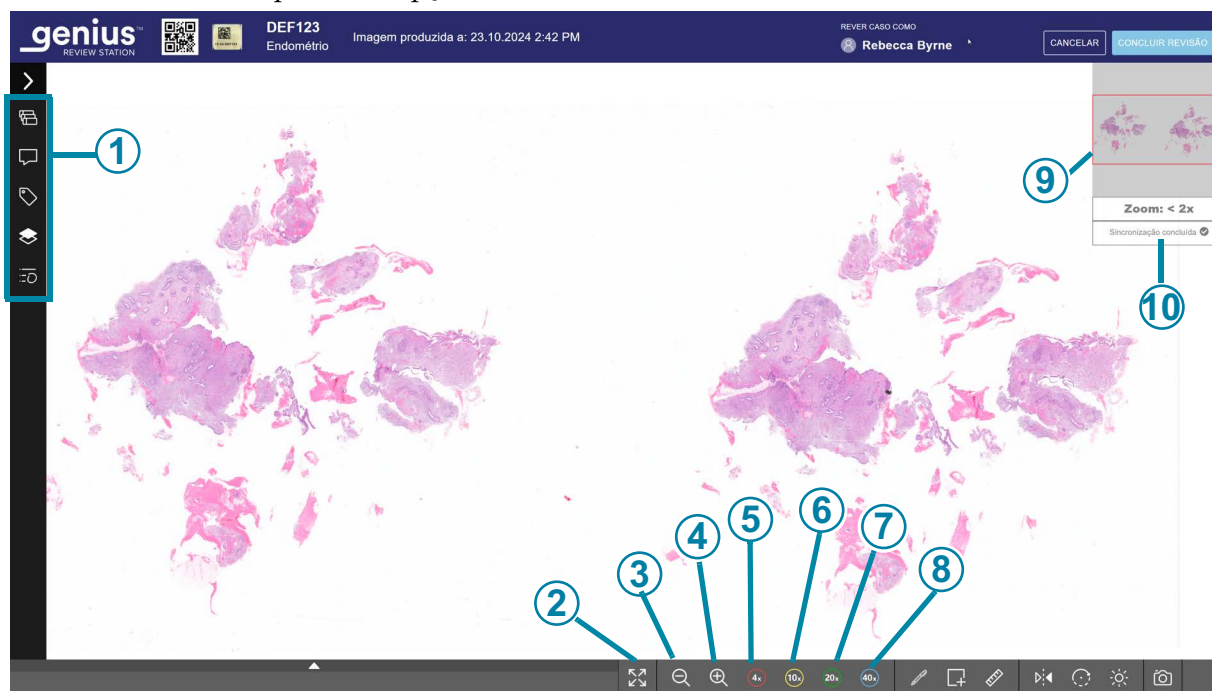 genius™
REVIEW STATION
DEF123
Endométrio
Imagem produzida a: 23.10.2024 2:42 PM
REVER CASO COMO
Rebecca Byrne
CANCELAR
CONCLUIR REVISÃO
1
9
Zoom: < 2x
Sincronização concluída
10
2
3
4
5
6
7
8
4x
10x
20x
40x